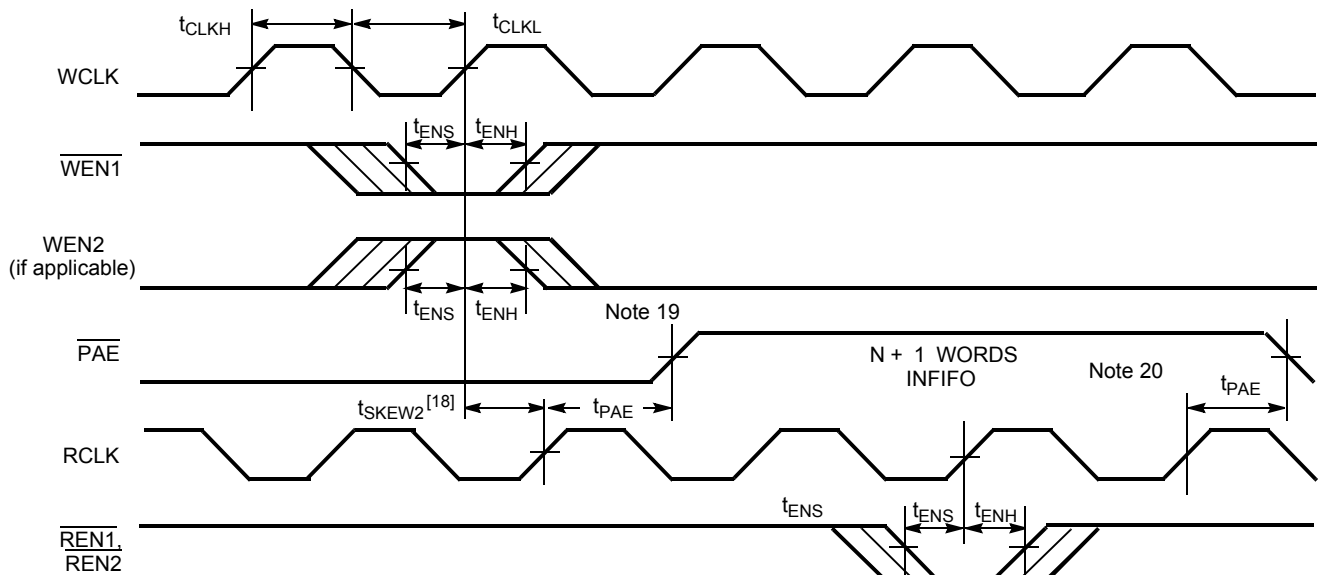 tCLKH
tCLKL
WCLK
tENS tENH
WEN1
WEN2
(if applicable)
tENS tENH
Note 19
PAE
N + 1 WORDS
INFIFO
Note 20
tPAE
tSKEW2[18]
tPAE
RCLK
tENS
tENS tENH
REN1,
REN2